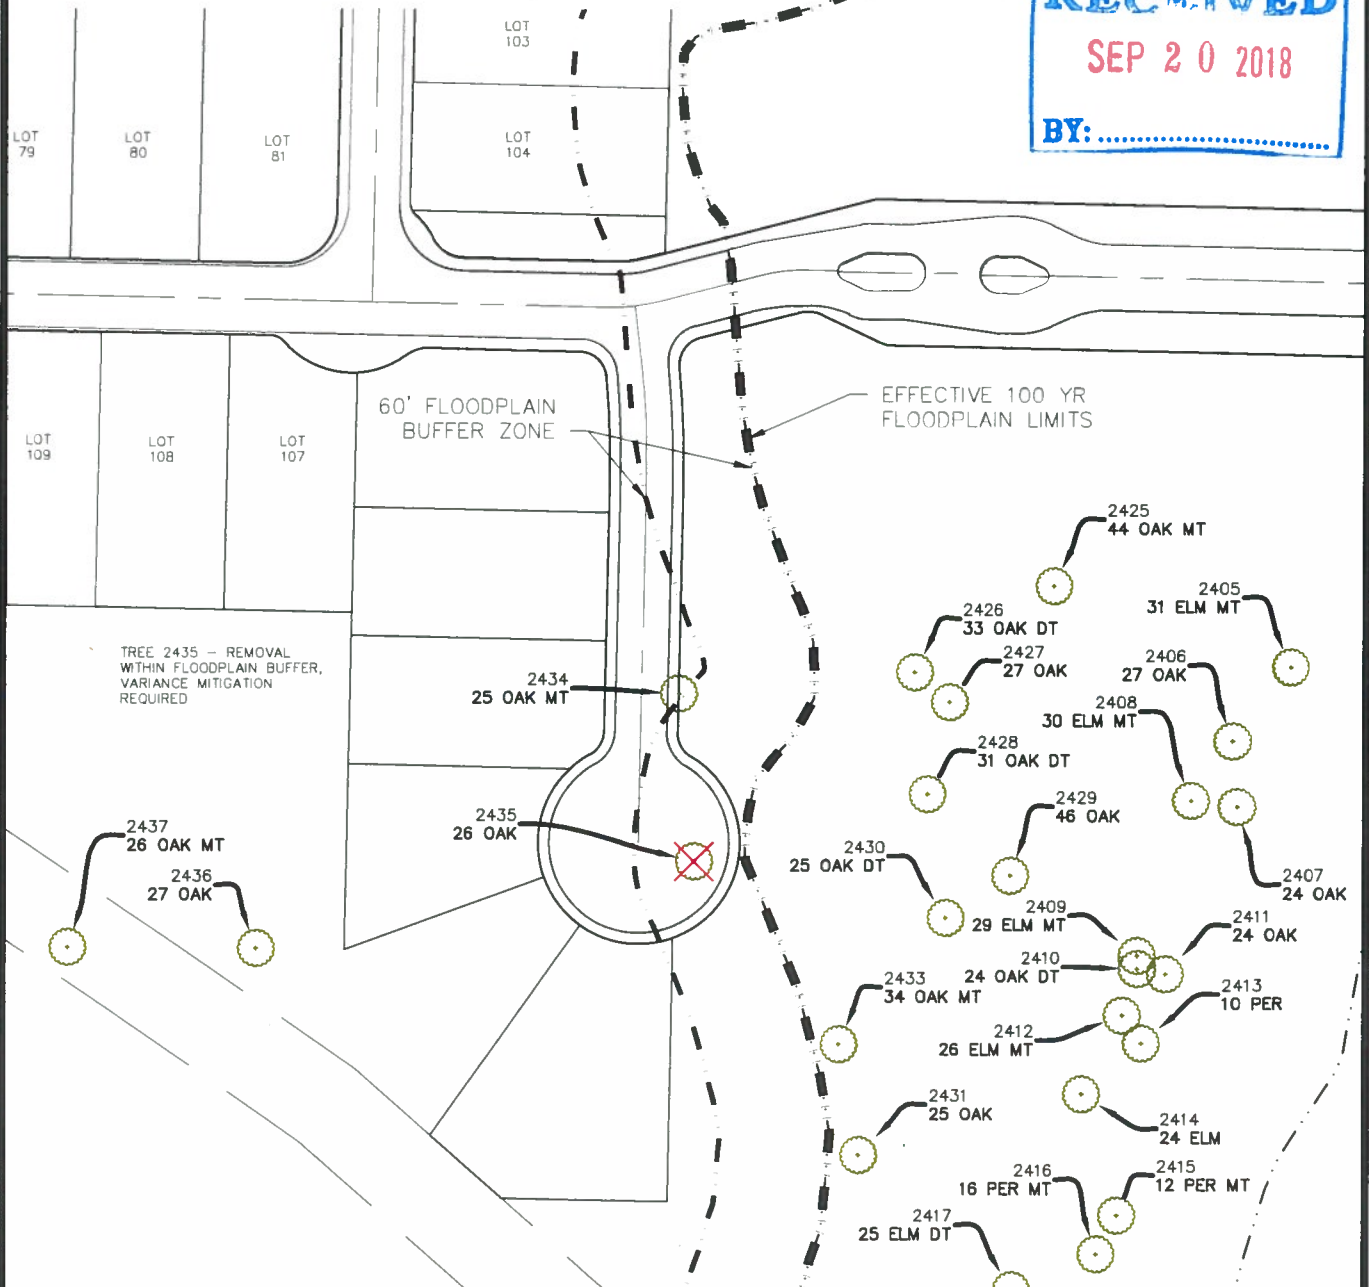 RECEIVED
SEP 20 2018
BY:
LOT
103
LOT
79
LOT
80
LOT
81
LOT
104
60' FLOODPLAIN
BUFFER ZONE
EFFECTIVE 100 YR
FLOODPLAIN LIMITS
LOT
109
LOT
108
LOT
107
2425
44 OAK MT
2405
31 ELM MT
2426
33 OAK DT
2427
27 OAK
2406
27 OAK
TREE 2435 – REMOVAL
WITHIN FLOODPLAIN BUFFER,
VARIANCE MITIGATION
REQUIRED
2434
25 OAK MT
2408
30 ELM MT
2428
31 OAK DT
2429
46 OAK
2435
26 OAK
2437
26 OAK MT
2436
27 OAK
2430
25 OAK DT
2407
24 OAK
2409
29 ELM MT
2411
24 OAK
2410
24 OAK DT
2433
34 OAK MT
2413
10 PER
2412
26 ELM MT
2431
25 OAK
2414
24 ELM
2416
16 PER MT
2415
12 PER MT
2417
25 ELM DT